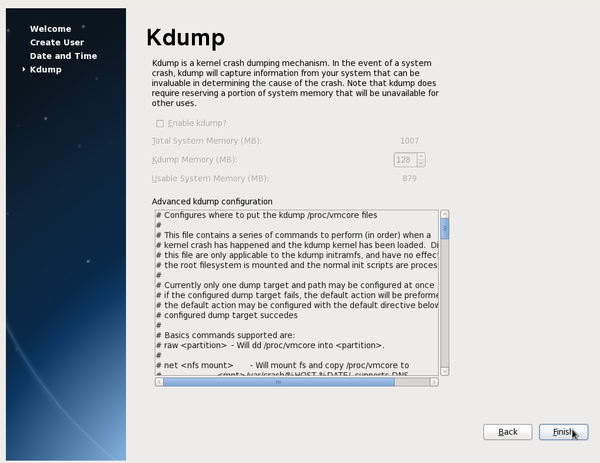 Welcome
Create User
Date and Time
Kdump
Kdump
Kdump is a kernel crash dumping mechanism. In the event of a system
crash, kdump will capture information from your system that can be
invaluable in determining the cause of the crash. Note that kdump does
require reserving a portion of system memory that will be unavailable for
other uses.
Enable kdump?
Total System Memory (MB): 1007
Kdump Memory (MB): 128
Usable System Memory (MB): 879
Advanced kdump configuration
# Configures where to put the kdump /proc/vmcore files
#
# This file contains a series of commands to perform (in order) when a
# kernel crash has happened and the kdump kernel has been loaded. Di
# this file are only applicable to the kdump initramfs, and have no effec
# the root filesystem is mounted and the normal init scripts are proces
#
# Currently only one dump target and path may be configured at once
# if the configured dump target fails, the default action will be preforme
# the default action may be configured with the default directive below
# configured dump target succedes
#
# Basics commands supported are:
# raw <partition> - Will dd /proc/vmcore into <partition>.
#
# net <nfs mount> - Will mount fs and copy /proc/vmcore to
# <mnt>/var/crash/%HOST-%DATE/, supports DNS.
Back
Finish